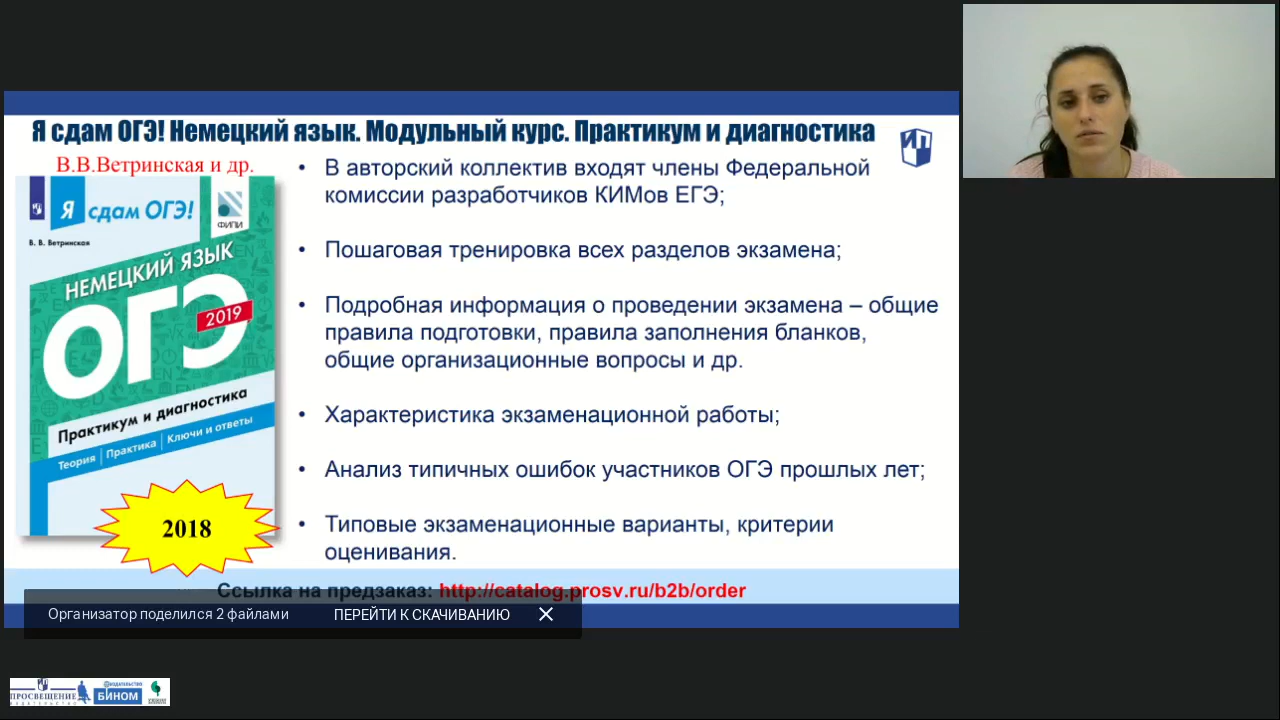 Я сдам ОГЭ! Немецкий язык. Модульный курс. Практикум и диагностика
В.В.Ветринская и др.
Я сдам ОГЭ!
ФИПИ
В. В. Ветринская
НЕМЕЦКИЙ ЯЗЫК
ОГЭ
2019
Практикум и диагностика
Теория | Практика | Ключи и ответы
2018
• В авторский коллектив входят члены Федеральной
комиссии разработчиков КИМов ЕГЭ;
• Пошаговая тренировка всех разделов экзамена;
• Подробная информация о проведении экзамена – общие
правила подготовки, правила заполнения бланков,
общие организационные вопросы и др.
• Характеристика экзаменационной работы;
• Анализ типичных ошибок участников ОГЭ прошлых лет;
• Типовые экзаменационные варианты, критерии
оценивания.
Ссылка на предзаказ: http://catalog.prosv.ru/b2b/order
Организатор поделился 2 файлами ПЕРЕЙТИ К СКАЧИВАНИЮ
ПРОСВЕЩЕНИЕ
ИЗДАТЕЛЬСТВО
БИНОМ